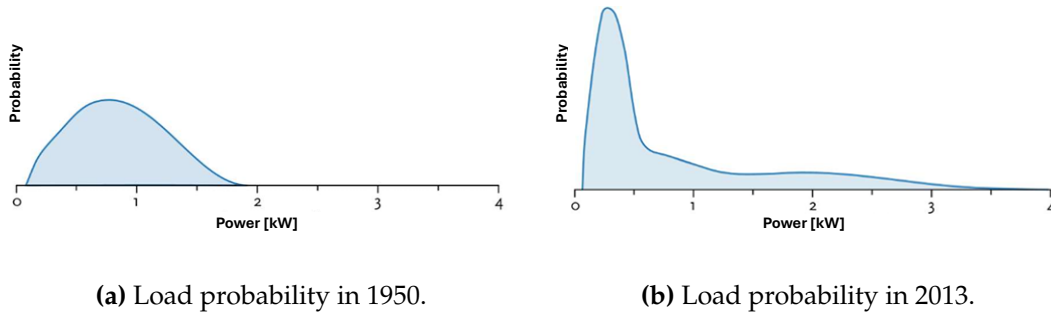 Probability
0 1 2 3 4
Power [kW]
(a) Load probability in 1950.
Probability
0 1 2 3 4
Power [kW]
(b) Load probability in 2013.